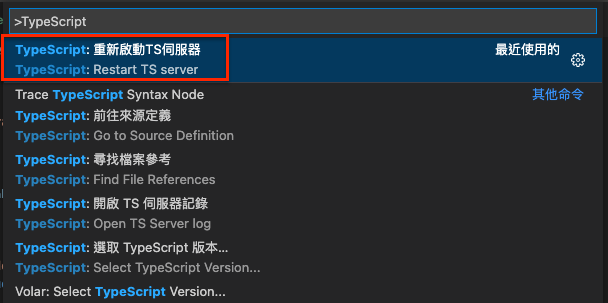 >TypeScript
TypeScript: 重新啟動TS伺服器
最近使用的
TypeScript: Restart TS server
Trace TypeScript Syntax Node
其他命令
TypeScript: 前往來源定義
TypeScript: Go to Source Definition
TypeScript: 尋找檔案參考
TypeScript: Find File References
TypeScript: 開啟 TS 伺服器記錄
TypeScript: Open TS Server log
TypeScript: 選取 TypeScript 版本...
TypeScript: Select TypeScript Version...
Volar: Select TypeScript Version...